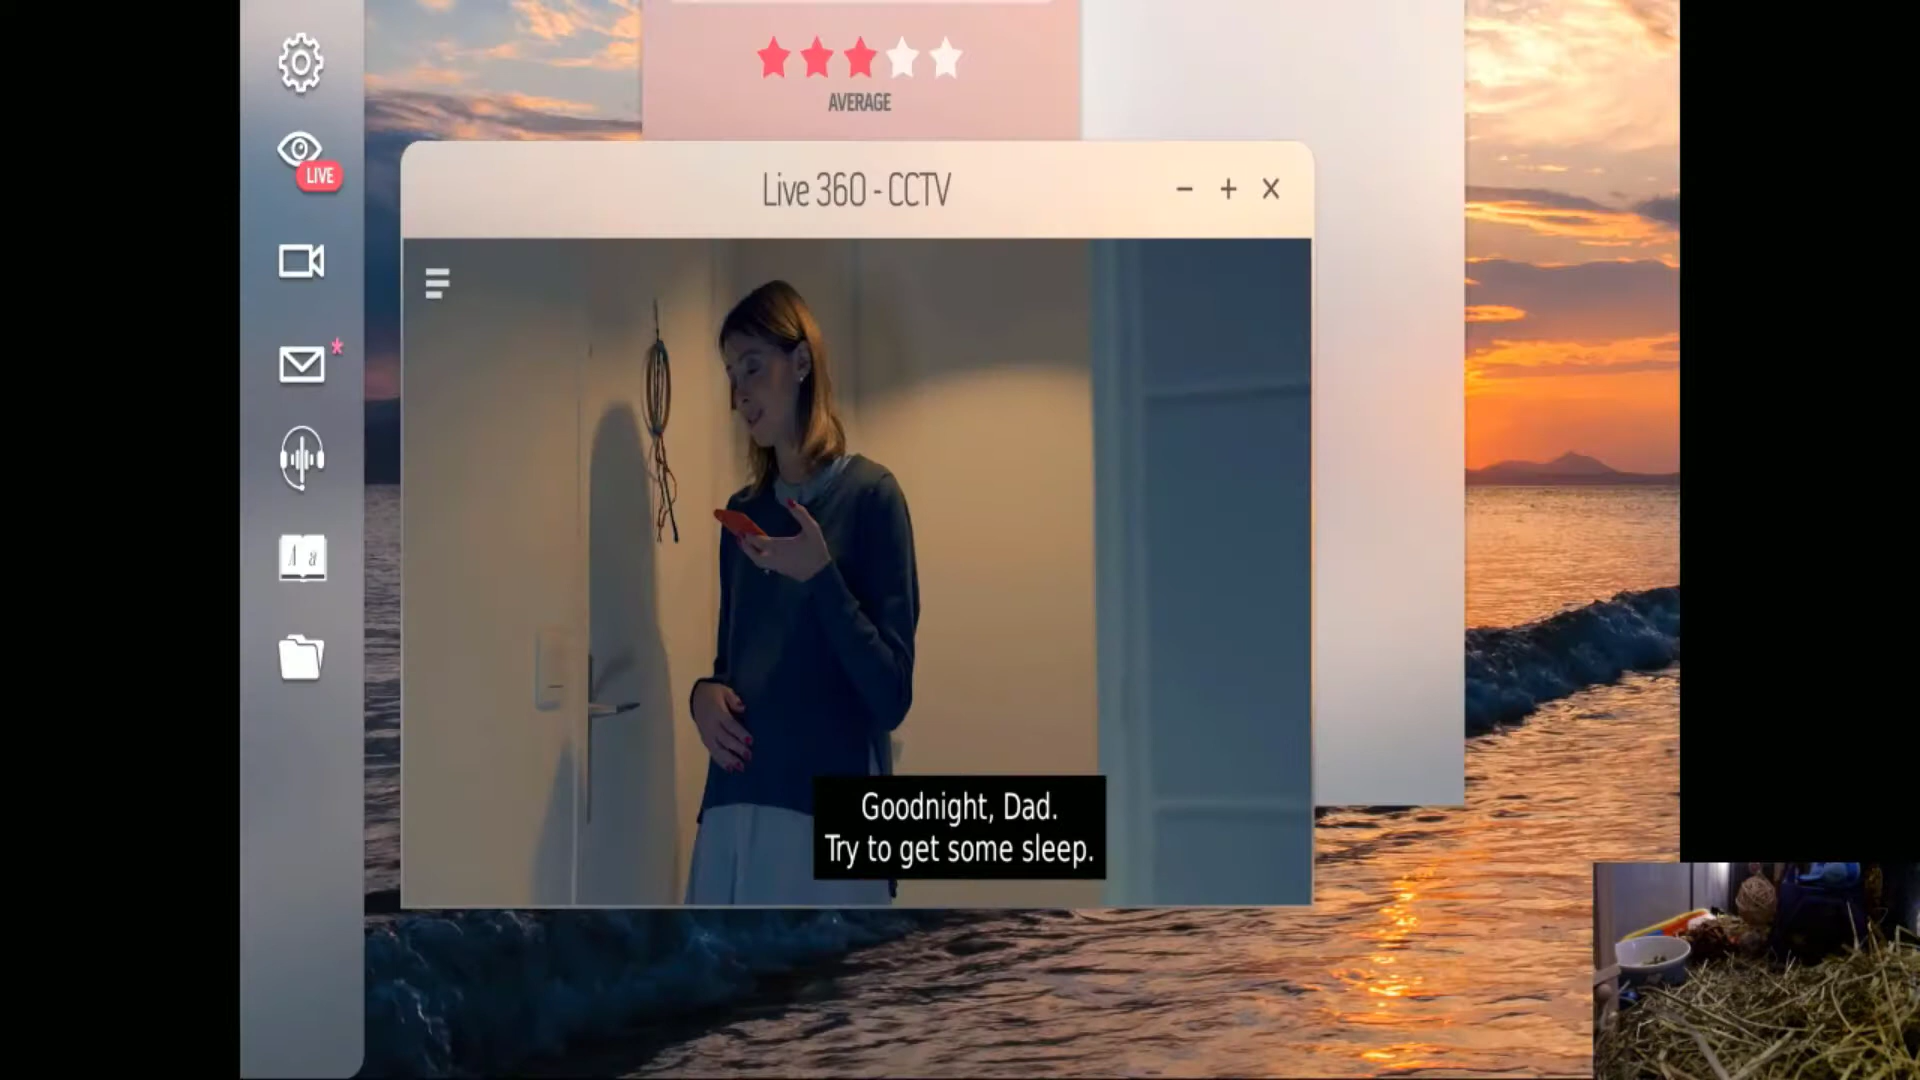 AVERAGE
LIVE
Live 360 - CCTV
A a
Goodnight, Dad.
Try to get some sleep.